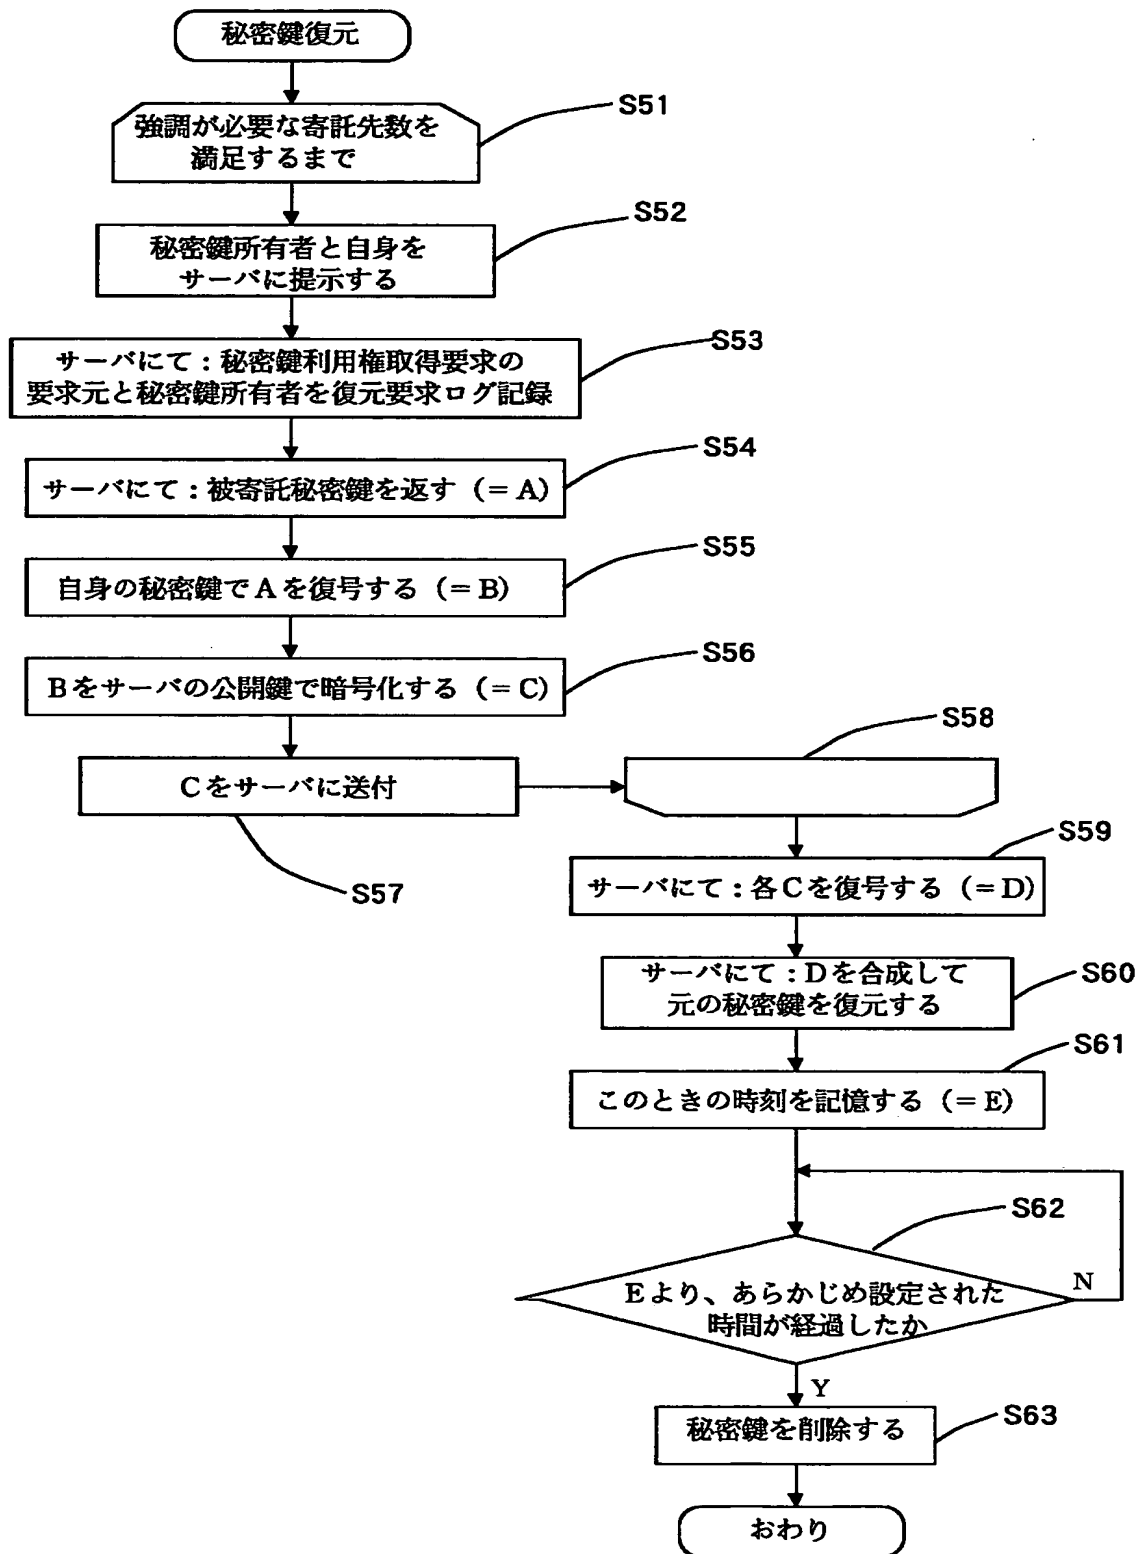 秘密鍵復元
S51
強調が必要な寄託先数を
満足するまで
S52
秘密鍵所有者と自身を
サーバに提示する
S53
サーバにて：秘密鍵利用権取得要求の
要求元と秘密鍵所有者を復元要求ログ記録
S54
サーバにて：被寄託秘密鍵を返す（＝A）
S55
自身の秘密鍵でAを復号する（＝B）
S56
Bをサーバの公開鍵で暗号化する（＝C）
S58
Cをサーバに送付
S57
S59
サーバにて：各Cを復号する（＝D）
サーバにて：Dを合成して
元の秘密鍵を復元する
S60
S61
このときの時刻を記憶する（＝E）
S62
Eより、あらかじめ設定された
時間が経過したか
N
Y
S63
秘密鍵を削除する
おわり